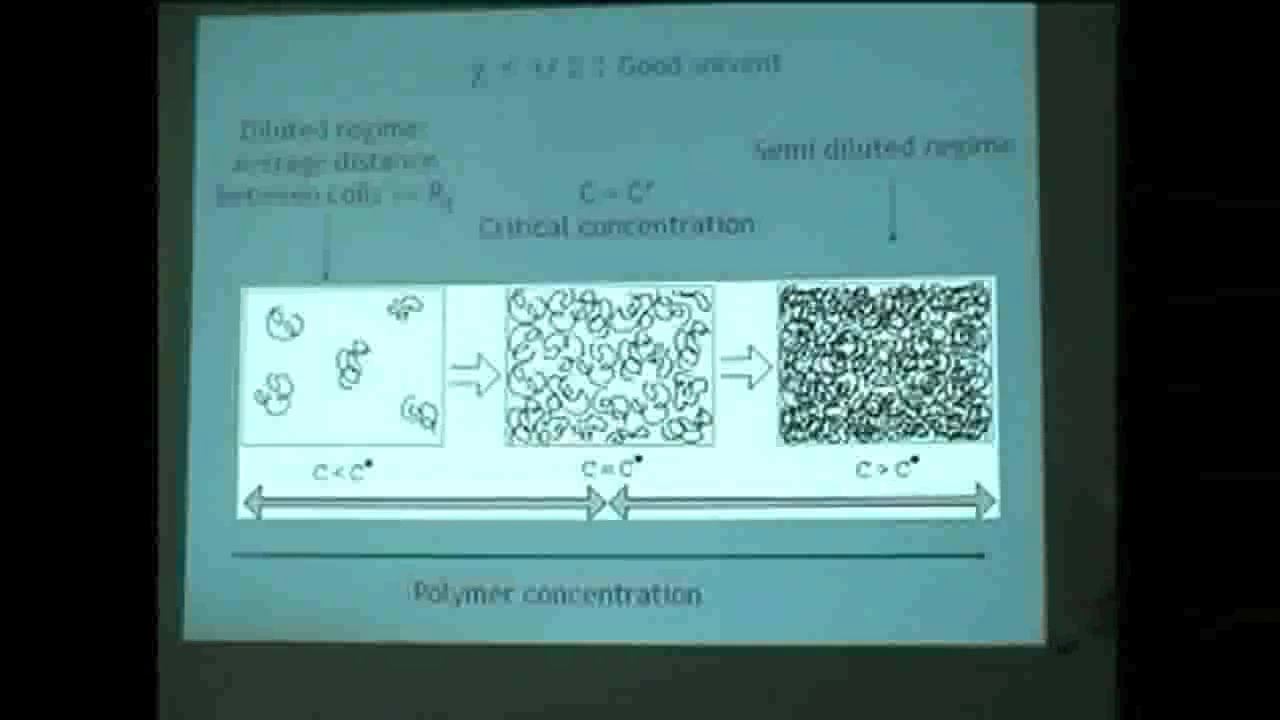 Good solvent
Diluted regime:
average distance
between coils
Semi diluted regime
C = C*
Critical concentration
C < C*
C = C*
C > C*
Polymer concentration